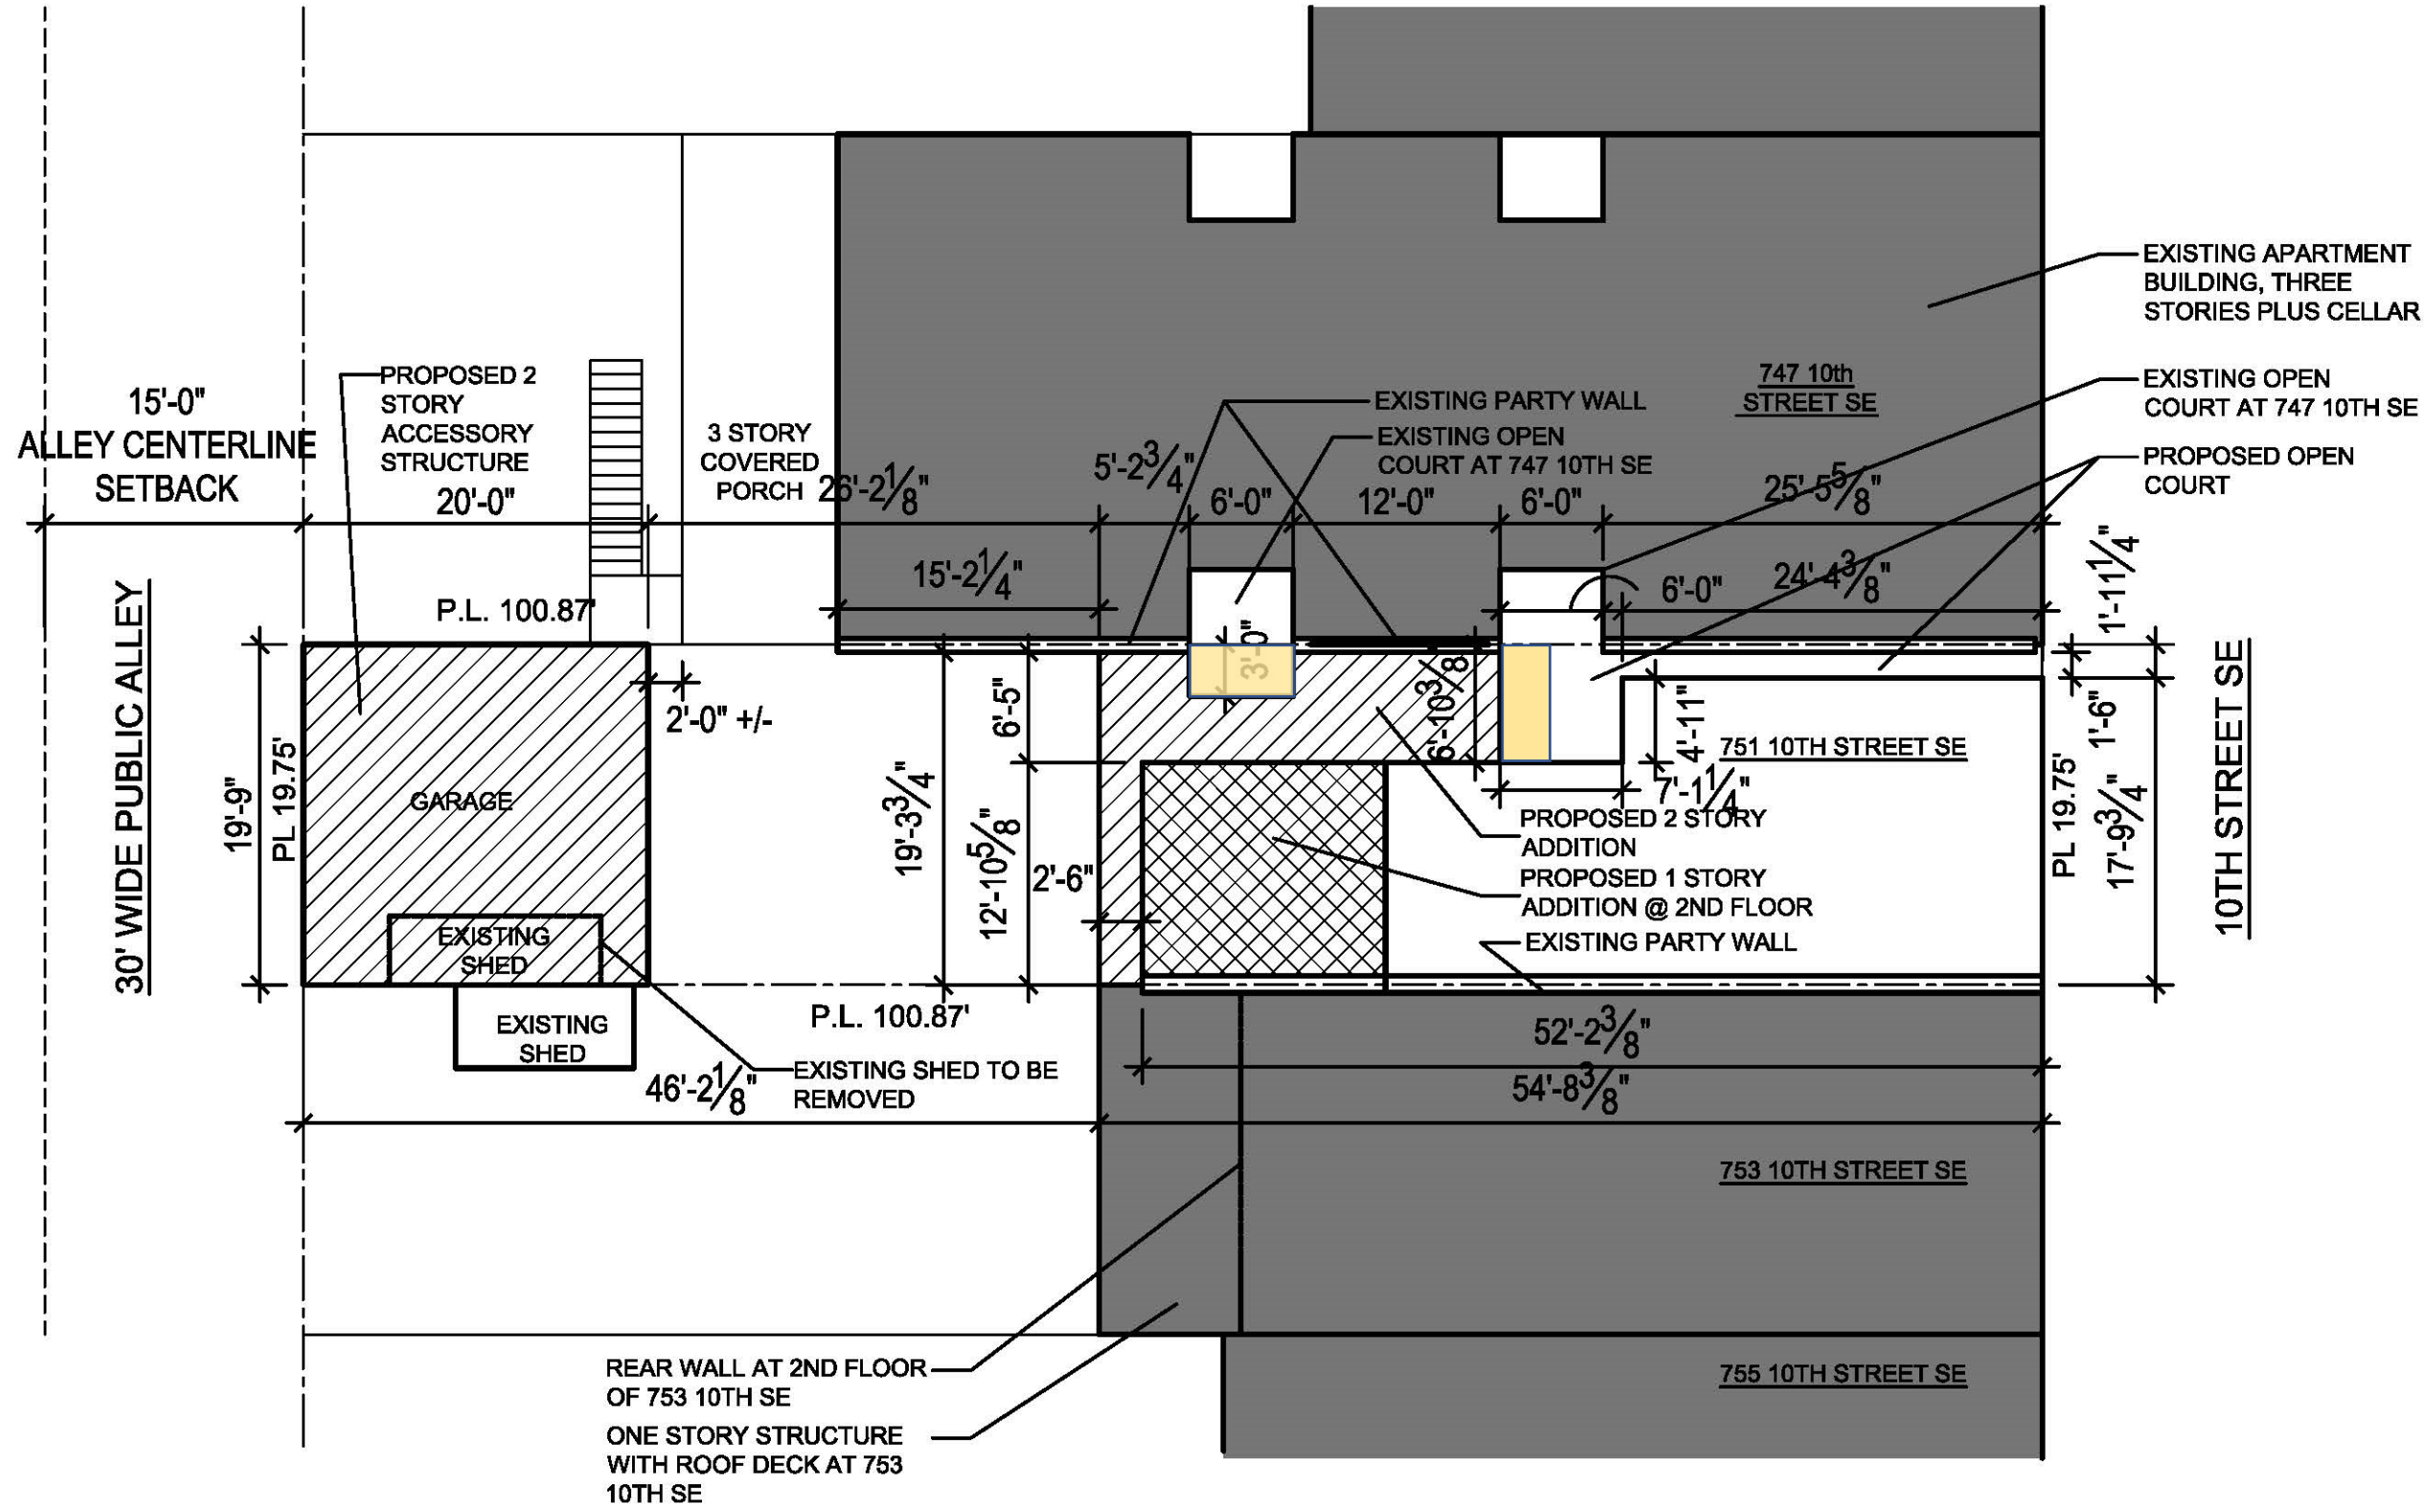 EXISTING APARTMENT
BUILDING, THREE
STORIES PLUS CELLAR
747 10th
STREET SE
EXISTING OPEN
COURT AT 747 10TH SE
PROPOSED OPEN
COURT
PROPOSED 2
STORY
ACCESSORY
STRUCTURE
20'-0"
15'-0"
ALLEY CENTERLINE
SETBACK
3 STORY
COVERED
PORCH
26'-2 1/8"
EXISTING PARTY WALL
EXISTING OPEN
COURT AT 747 10TH SE
5'-2 3/4"
6'-0"
12'-0"
6'-0"
25'-5 5/8"
15'-2 1/4"
6'-0"
24'-4 3/8"
1'-11 1/4"
P.L. 100.87'
30' WIDE PUBLIC ALLEY
19'-9"
PL 19.75'
GARAGE
EXISTING
SHED
2'-0" +/-
3'-0"
6'-5"
6'-10 3/8"
4'-11"
7'-1 1/4"
751 10TH STREET SE
1'-6"
PL 19.75'
17'-9 3/4"
10TH STREET SE
19'-3 3/4"
12'-10 5/8"
2'-6"
PROPOSED 2 STORY
ADDITION
PROPOSED 1 STORY
ADDITION @ 2ND FLOOR
EXISTING PARTY WALL
EXISTING
SHED
P.L. 100.87'
EXISTING SHED TO BE
REMOVED
46'-2 1/8"
52'-2 3/8"
54'-8 3/8"
753 10TH STREET SE
REAR WALL AT 2ND FLOOR
OF 753 10TH SE
ONE STORY STRUCTURE
WITH ROOF DECK AT 753
10TH SE
755 10TH STREET SE